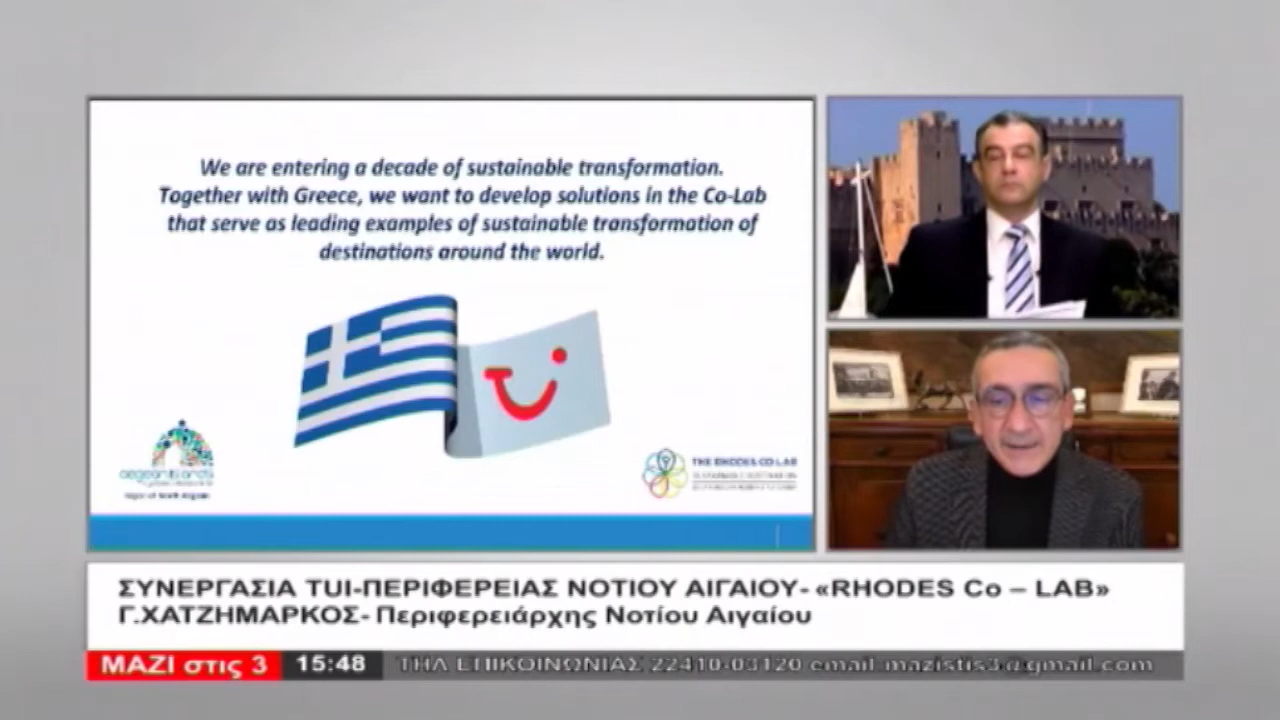 We are entering a decade of sustainable transformation.
Together with Greece, we want to develop solutions in the Co-Lab
that serve as leading examples of sustainable transformation of
destinations around the world.
THE RHODES CO LAB
ΣΥΝΕΡΓΑΣΙΑ TUI-ΠΕΡΙΦΕΡΕΙΑΣ ΝΟΤΙΟΥ ΑΙΓΑΙΟΥ- «RHODES Co – LAB»
Γ.ΧΑΤΖΗΜΑΡΚΟΣ- Περιφερειάρχης Νοτίου Αιγαίου
ΜΑΖΙ στις 3 15:48 ΤΗΛ ΕΠΙΚΟΙΝΩΝΙΑΣ 22410-03120 email mazistis3@gmail.com